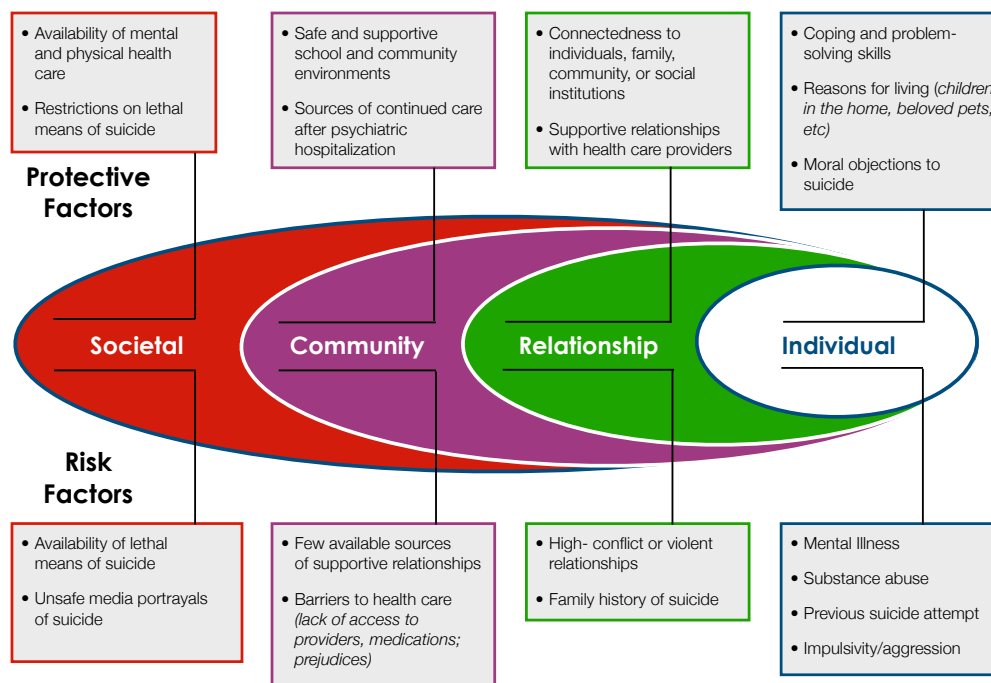 • Availability of mental
and physical health
care
• Restrictions on lethal
means of suicide
• Safe and supportive
school and community
environments
• Sources of continued care
after psychiatric
hospitalization
• Connectedness to
individuals, family,
community, or social
institutions
• Supportive relationships
with health care providers
• Coping and problem-
solving skills
• Reasons for living (children
in the home, beloved pets,
etc)
• Moral objections to
suicide
Protective
Factors
Societal
Community
Relationship
Individual
Risk
Factors
• Availability of lethal
means of suicide
• Unsafe media portrayals
of suicide
• Few available sources
of supportive relationships
• Barriers to health care
(lack of access to
providers, medications;
prejudices)
• High- conflict or violent
relationships
• Family history of suicide
• Mental Illness
• Substance abuse
• Previous suicide attempt
• Impulsivity/aggression